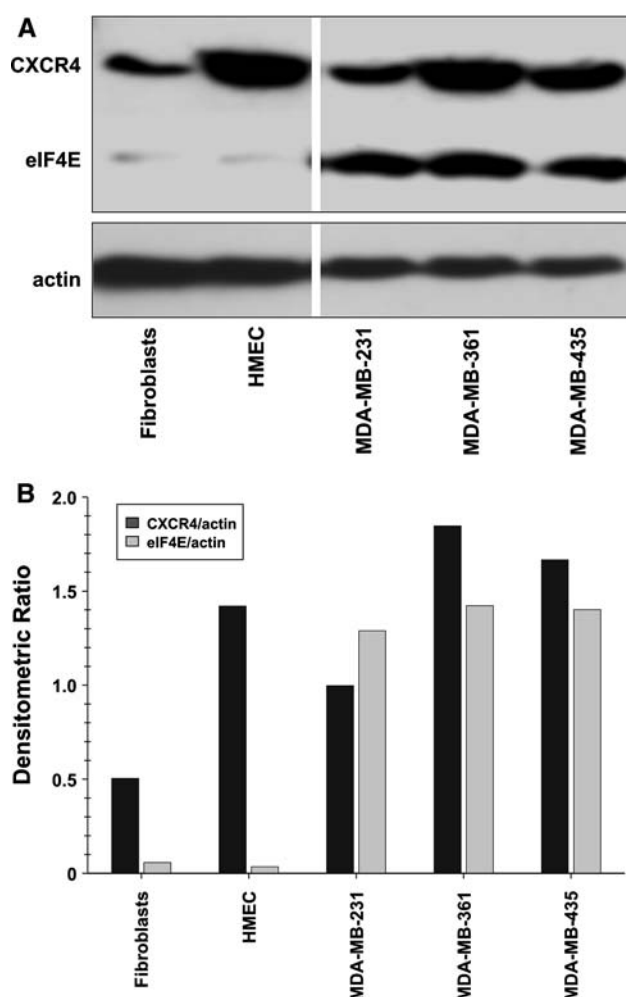 A
CXCR4
eIF4E
actin
Fibroblasts
HMEC
MDA-MB-231
MDA-MB-361
MDA-MB-435
B
2.0
CXCR4/actin
eIF4E/actin
1.5
1.0
0.5
0
Densitometric Ratio
Fibroblasts
HMEC
MDA-MB-231
MDA-MB-361
MDA-MB-435